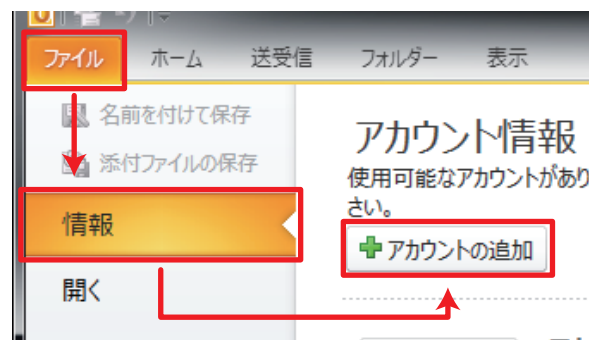 ファイル ホーム 送受信 フォルダー 表示
名前を付けて保存
添付ファイルの保存
情報
開く
アカウント情報
使用可能なアカウントがあり
さい。
アカウントの追加